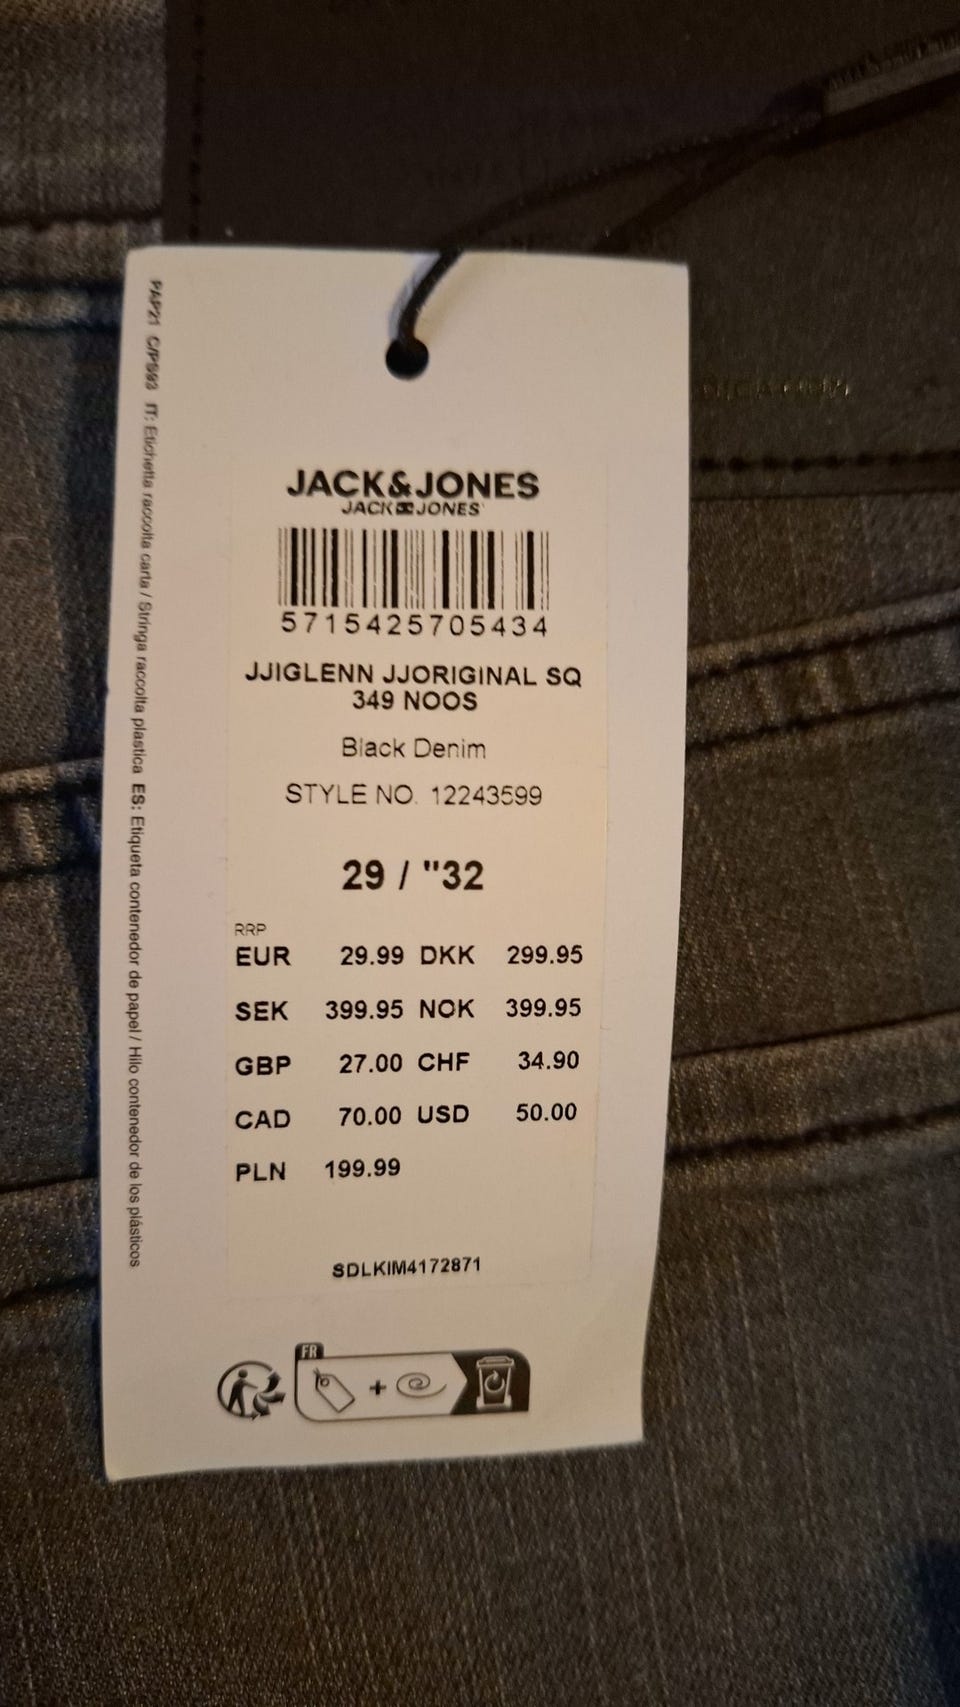 JACK&JONES
JACK JONES
5715425705434
JJIGLENN JJORIGINAL SQ
349 NOOS
Black Denim
STYLE NO. 12243599
29 / "32
RRP
EUR 29.99 DKK 299.95
SEK 399.95 NOK 399.95
GBP 27.00 CHF 34.90
CAD 70.00 USD 50.00
PLN 199.99
SDLKIM4172871
FR
PAP21 C/PS93 IT: Etichetta raccolta carta / Stringa raccolta plastica ES: Etiqueta contenedor de papel / Hilo contenedor de los plásticos